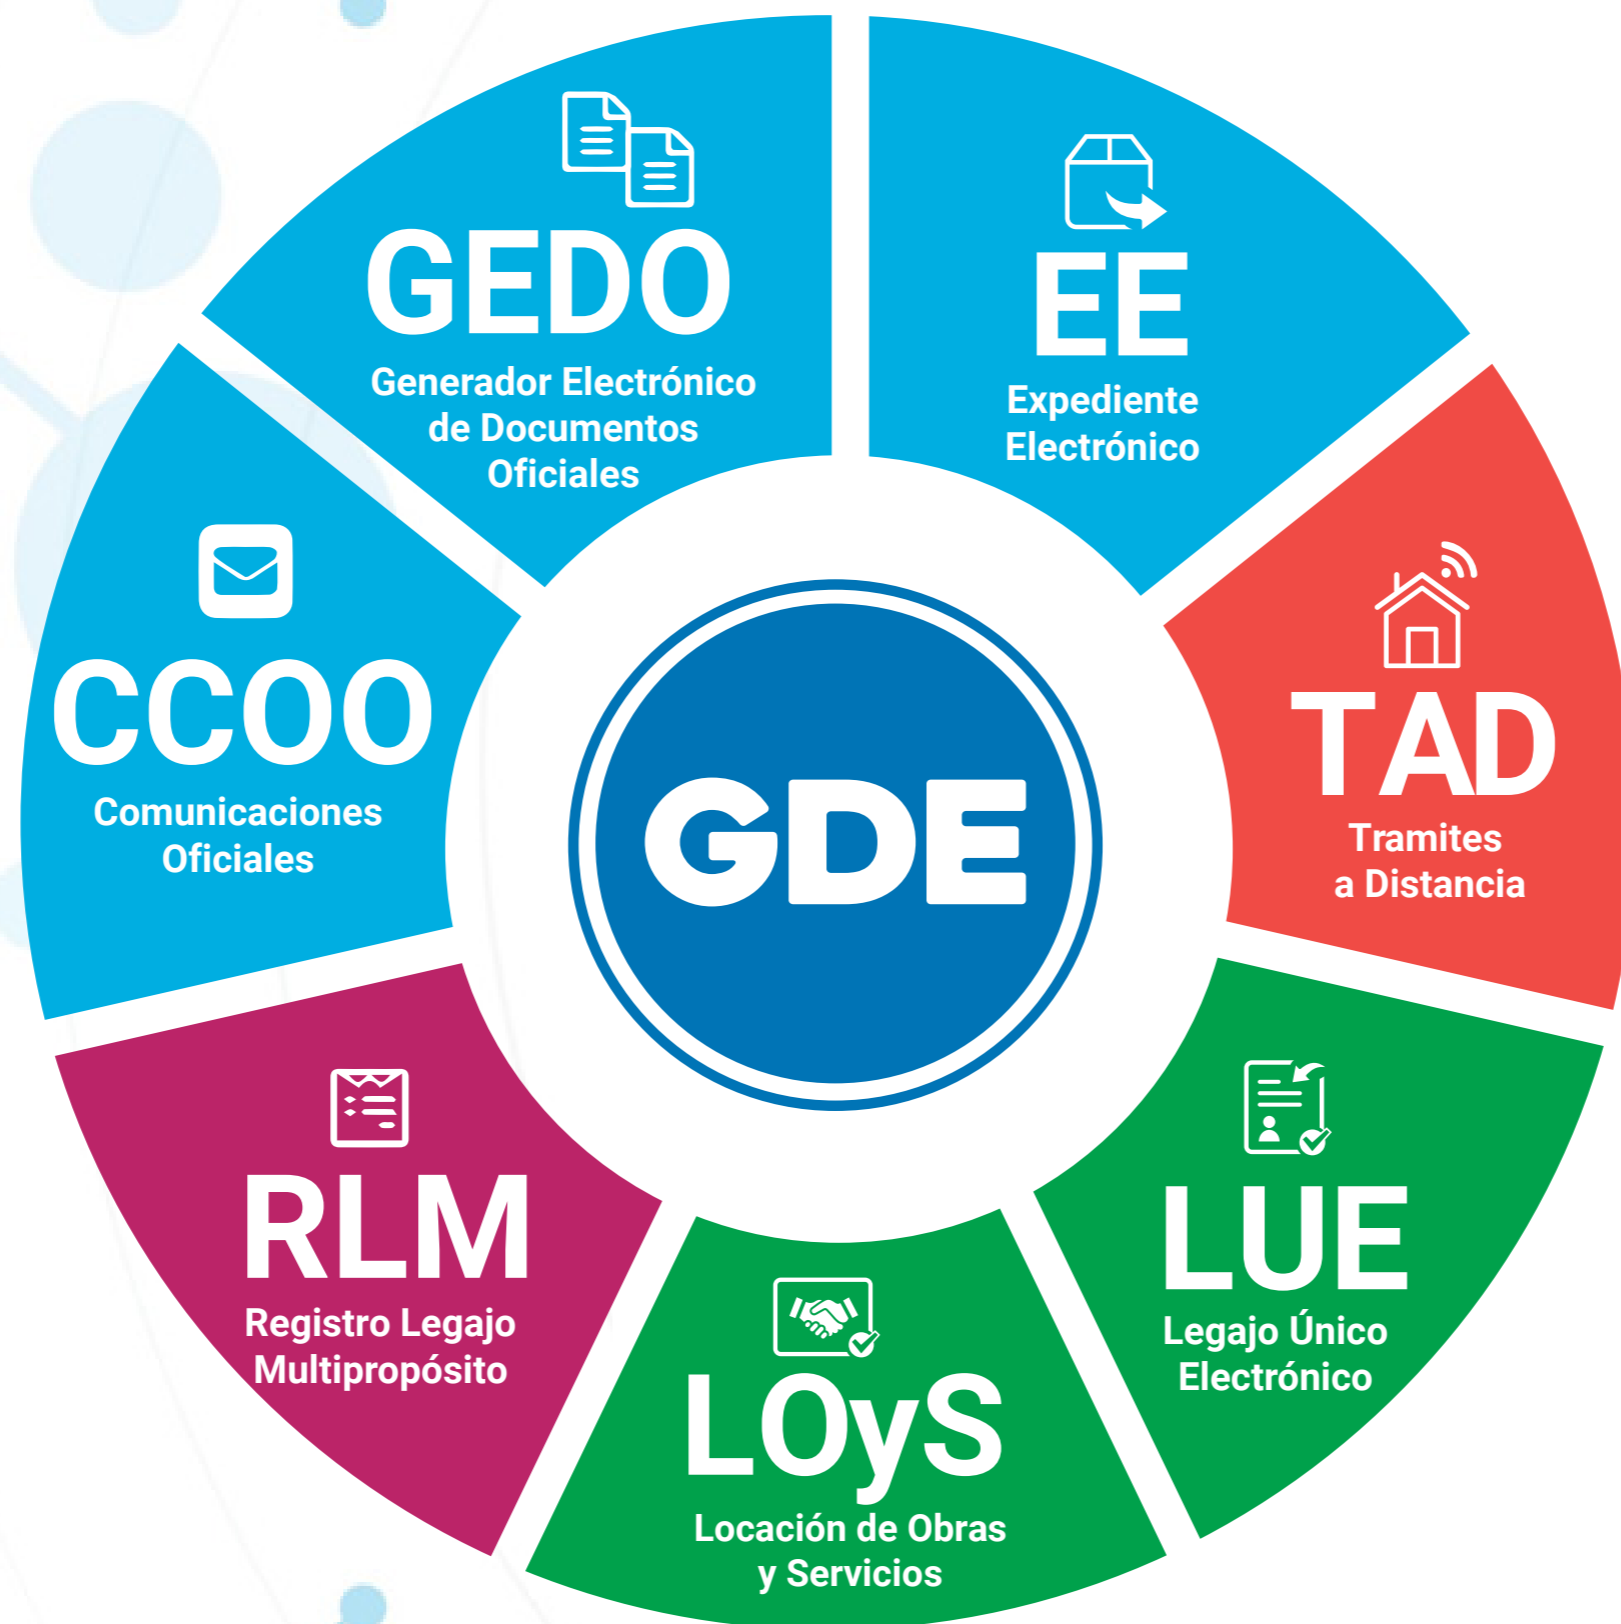 GEDO
Generador Electrónico
de Documentos
Oficiales
EE
Expediente
Electrónico
TAD
Tramites
a Distancia
LUE
Legajo Único
Electrónico
LOyS
Locación de Obras
y Servicios
RLM
Registro Legajo
Multipropósito
CCOO
Comunicaciones
Oficiales
GDE